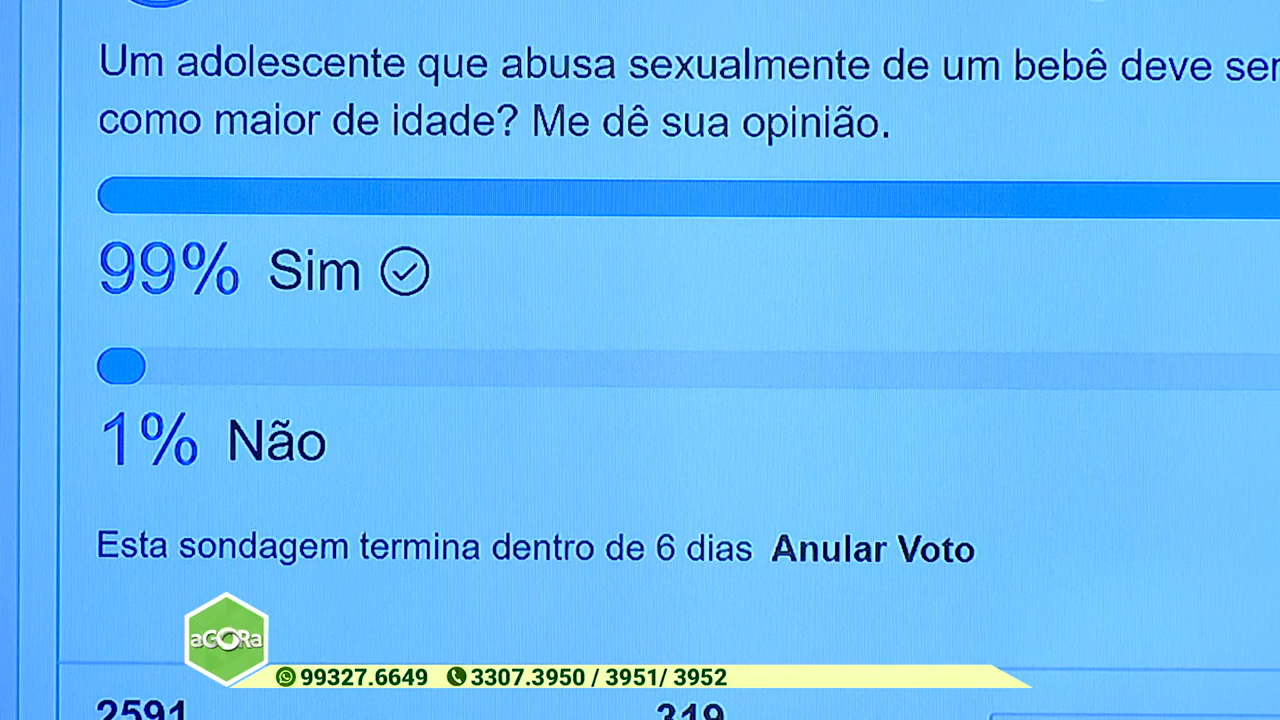 Um adolescente que abusa sexualmente de um bebê deve ser
como maior de idade? Me dê sua opinião.
99% Sim
1% Não
Esta sondagem termina dentro de 6 dias Anular Voto
aGORa
99327.6649 3307.3950 / 3951/ 3952
2591 319